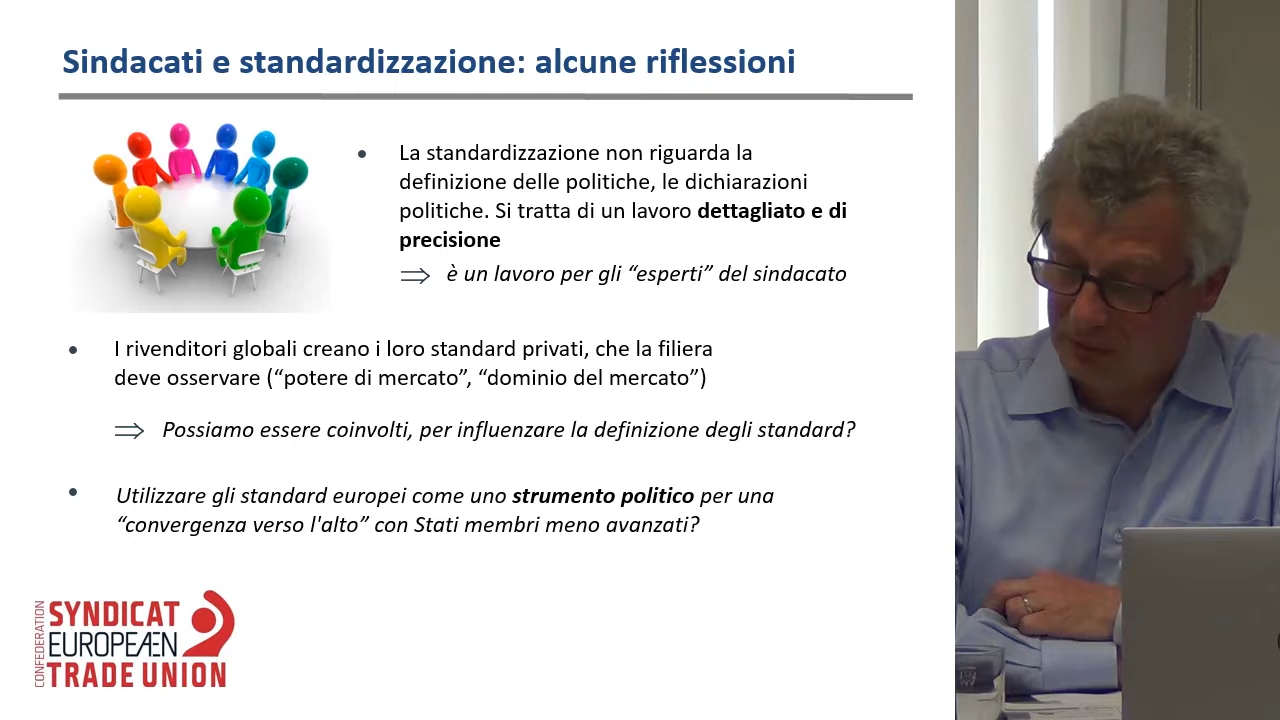 Sindacati e standardizzazione: alcune riflessioni
• La standardizzazione non riguarda la
definizione delle politiche, le dichiarazioni
politiche. Si tratta di un lavoro dettagliato e di
precisione
⇒ è un lavoro per gli “esperti” del sindacato
• I rivenditori globali creano i loro standard privati, che la filiera
deve osservare (“potere di mercato”, “dominio del mercato”)
⇒ Possiamo essere coinvolti, per influenzare la definizione degli standard?
• Utilizzare gli standard europei come uno strumento politico per una
“convergenza verso l'alto” con Stati membri meno avanzati?
CONFEDERATION
SYNDICAT
EUROPEÆN
TRADE UNION